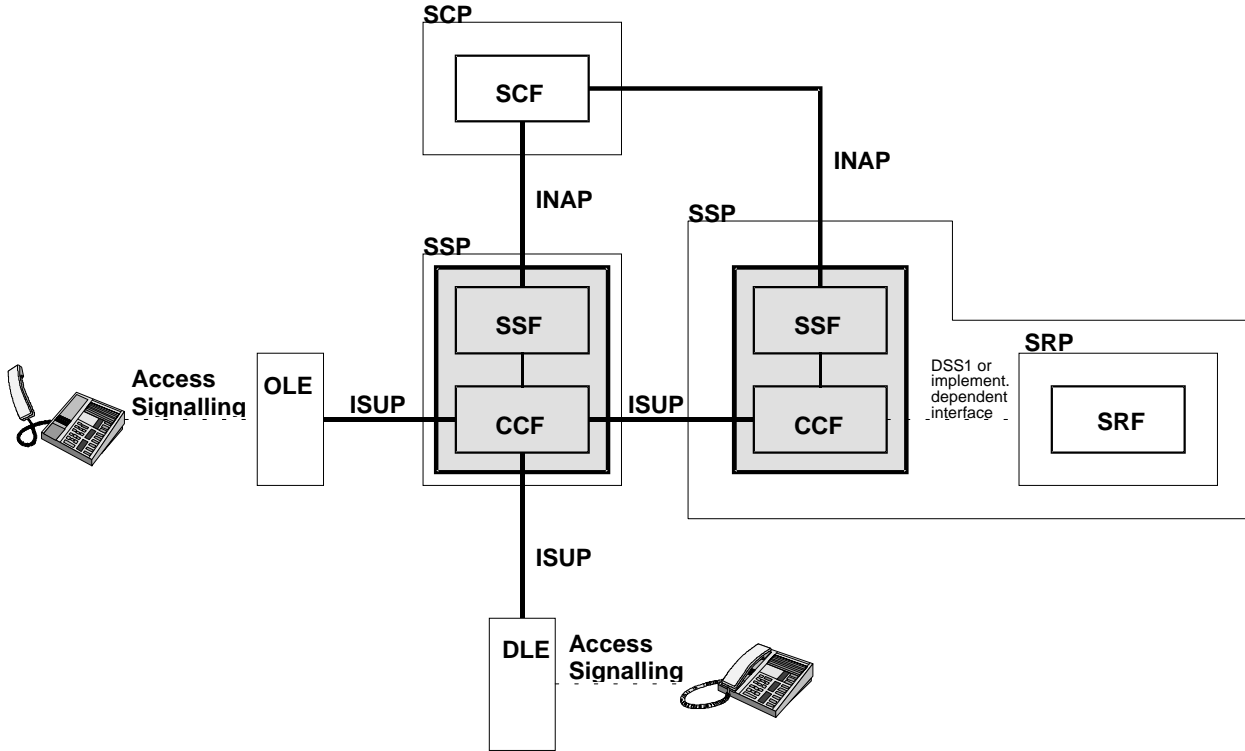 SCP
SCF
INAP
INAP
SSP
SSP
SSF
SSF
SRP
DSS1 or
implement.
dependent
interface
Access
Signalling
OLE
ISUP
CCF
ISUP
CCF
SRF
ISUP
DLE
Access
Signalling